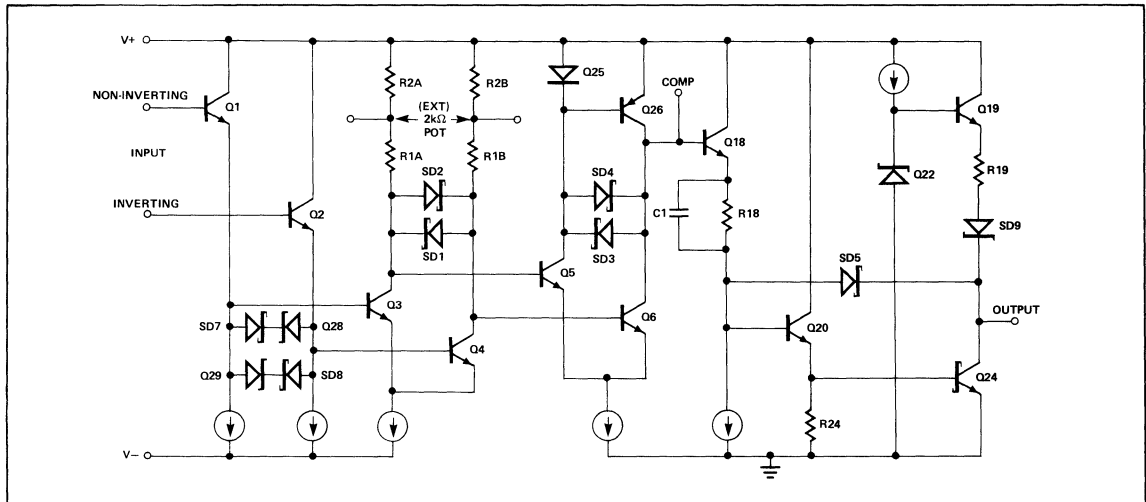 V+
NON-INVERTING
INPUT
INVERTING
V−
Q1
Q2
SD7
Q28
Q29
SD8
R2A
R2B
(EXT)
2kΩ
POT
R1A
R1B
SD2
SD1
Q3
Q4
Q25
Q26
COMP
SD4
SD3
Q5
Q6
Q18
C1
R18
SD5
Q20
R24
Q22
Q19
R19
SD9
OUTPUT
Q24